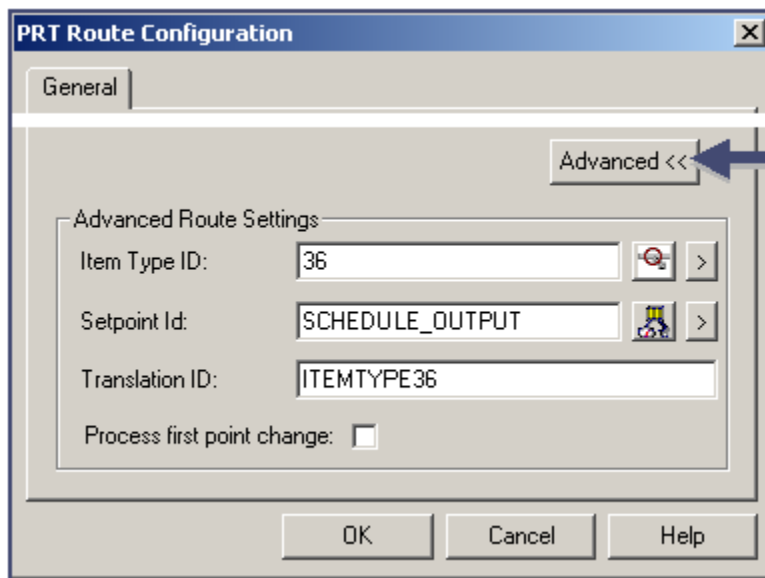 PRT Route Configuration
General
Advanced <<
Advanced Route Settings
Item Type ID: 36 >
Setpoint Id: SCHEDULE_OUTPUT >
Translation ID: ITEMTYPE36
Process first point change:
OK Cancel Help